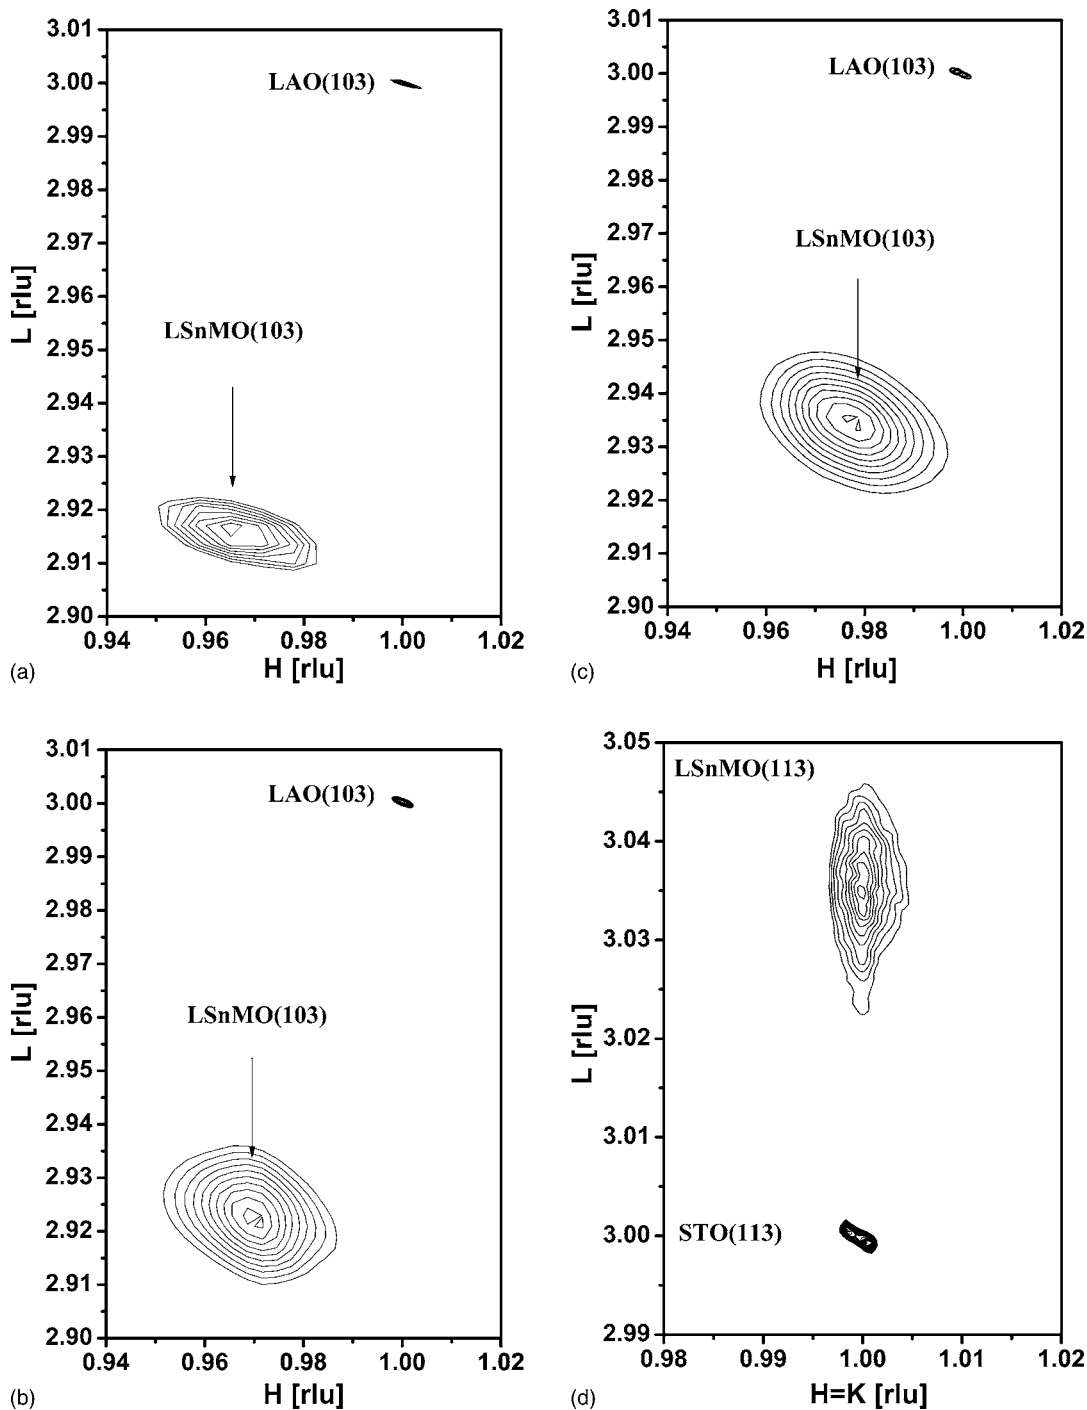 3.01
3.00
2.99
2.98
2.97
2.96
2.95
2.94
2.93
2.92
2.91
2.90
L [rlu]
LAO(103)
LSnMO(103)
0.94 0.96 0.98 1.00 1.02
H [rlu]
(a)
3.01
3.00
2.99
2.98
2.97
2.96
2.95
2.94
2.93
2.92
2.91
2.90
L [rlu]
LAO(103)
LSnMO(103)
0.94 0.96 0.98 1.00 1.02
H [rlu]
(c)
3.01
3.00
2.99
2.98
2.97
2.96
2.95
2.94
2.93
2.92
2.91
2.90
L [rlu]
LAO(103)
LSnMO(103)
0.94 0.96 0.98 1.00 1.02
H [rlu]
(b)
3.05
3.04
3.03
3.02
3.01
3.00
2.99
L [rlu]
LSnMO(113)
STO(113)
0.98 0.99 1.00 1.01 1.02
H=K [rlu]
(d)